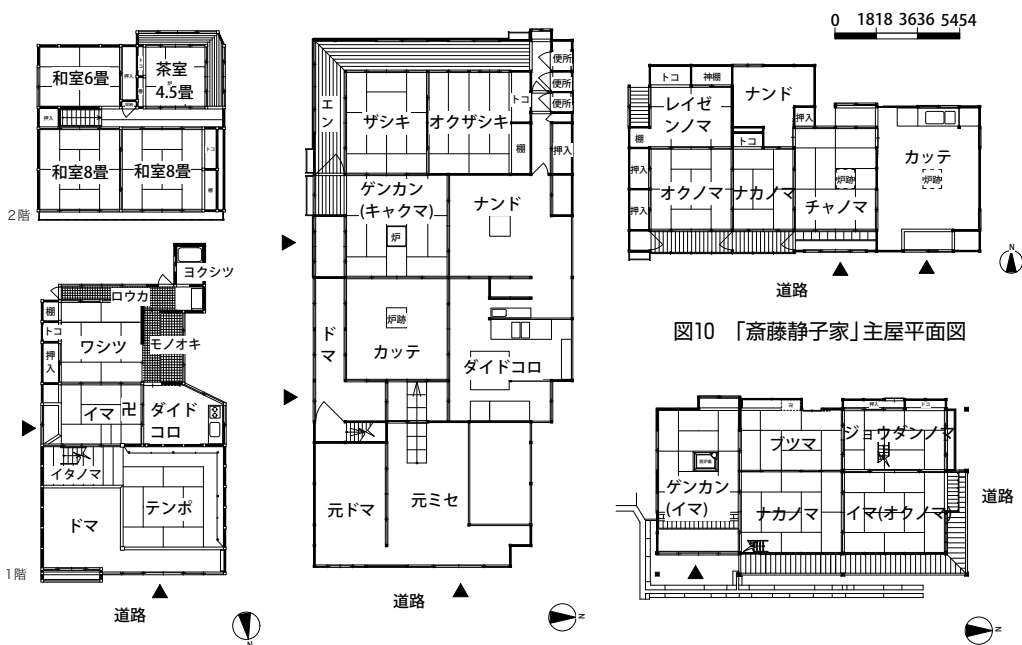 和室6畳
押入
トコ
棚
茶室
4.5畳
押入
和室8畳
和室8畳
トコ
棚
2階
ヨクシツ
ロウカ
棚
トコ
押入
ワシツ
モノオキ
イマ
卍
ダイド
コロ
イタノマ
テンポ
ドマ
1階
道路
N
便所
便所
便所
エン
ザシキ
オクザシキ
トコ
棚
押入
ゲンカン
(キャクマ)
炉
ナンド
ドマ
炉跡
カッテ
ダイドコロ
元ドマ
元ミセ
道路
N
0 1818 3636 5454
トコ
神棚
ナンド
レイゼ
ンノマ
押入
棚
トコ
カッテ
押入
オクノマ
ナカノマ
炉跡
炉跡
チャノマ
押入
道路
N
図10 「斎藤静子家」主屋平面図
卍
押入
トコ
ブツマ
ジョウダンノマ
ゲンカン
(イマ)
ナカノマ
イマ(オクノマ)
道路
N